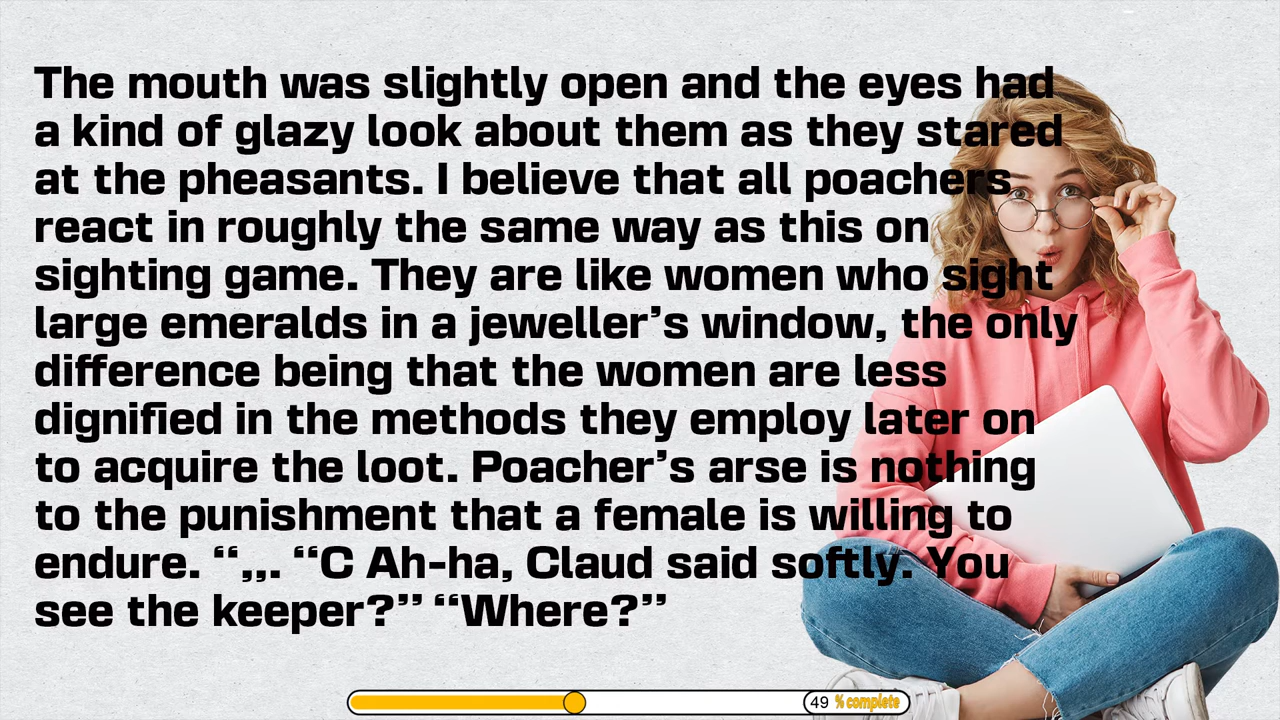 The mouth was slightly open and the eyes had
a kind of glazy look about them as they stared
at the pheasants. I believe that all poachers
react in roughly the same way as this on
sighting game. They are like women who sight
large emeralds in a jeweller’s window, the only
difference being that the women are less
dignified in the methods they employ later on
to acquire the loot. Poacher’s arse is nothing
to the punishment that a female is willing to
endure. “„. “C Ah-ha, Claud said softly. You
see the keeper?” “Where?”
49 % complete